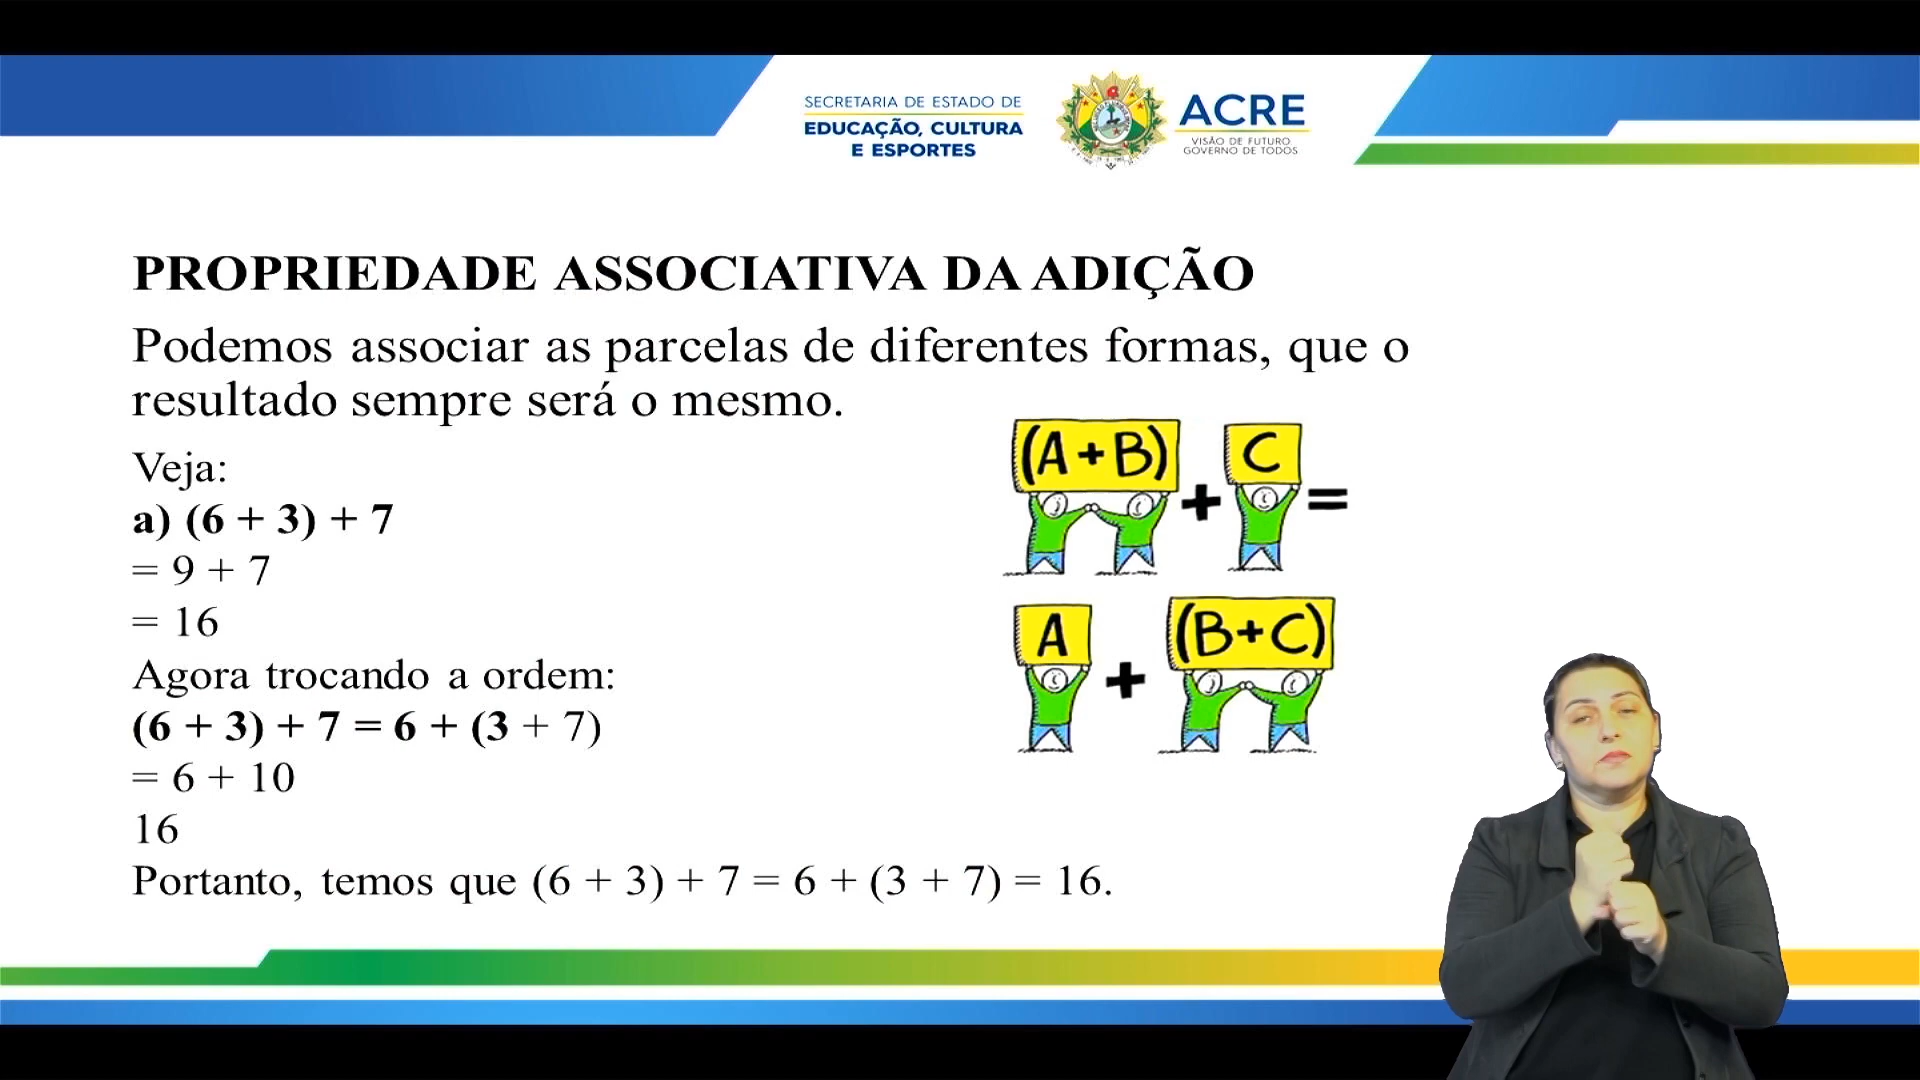 SECRETARIA DE ESTADO DE
EDUCAÇÃO, CULTURA
E ESPORTES
ACRE
VISÃO DE FUTURO
GOVERNO DE TODOS
PROPRIEDADE ASSOCIATIVA DA ADIÇÃO
Podemos associar as parcelas de diferentes formas, que o
resultado sempre será o mesmo.
Veja:
a) (6 + 3) + 7
= 9 + 7
= 16
Agora trocando a ordem:
(6 + 3) + 7 = 6 + (3 + 7)
= 6 + 10
16
Portanto, temos que (6 + 3) + 7 = 6 + (3 + 7) = 16.
(A+B) + C =
A + (B+C)